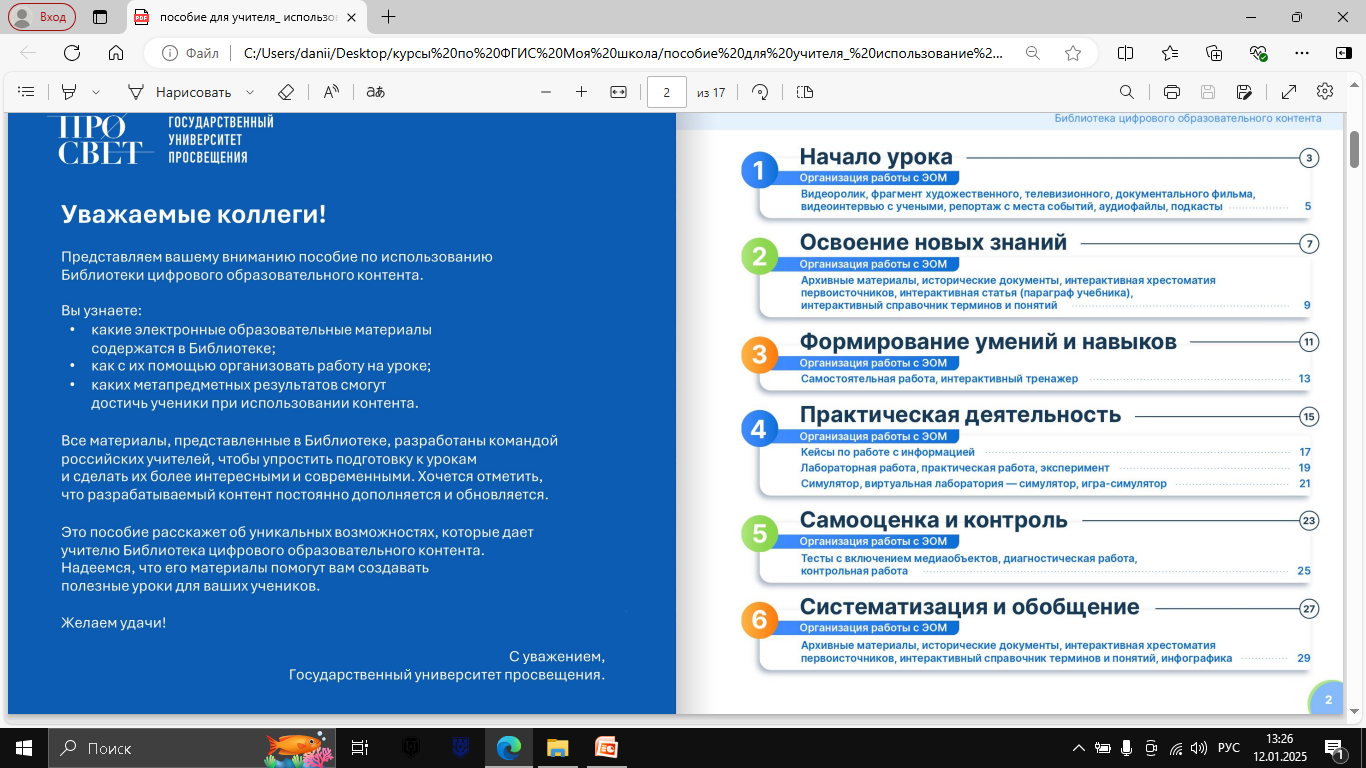 Вход
пособие для учителя_ использо
Файл
C:/Users/danii/Desktop/курсы%20по%20ФГИС%20Моя%20школа/пособие%20для%20учителя_%20использование%2...
Нарисовать
2
из 17
ПРО
СВЕТ
ГОСУДАРСТВЕННЫЙ
УНИВЕРСИТЕТ
ПРОСВЕЩЕНИЯ
Уважаемые коллеги!
Представляем вашему вниманию пособие по использованию
Библиотеки цифрового образовательного контента.
Вы узнаете:
• какие электронные образовательные материалы
содержатся в Библиотеке;
• как с их помощью организовать работу на уроке;
• каких метапредметных результатов смогут
достичь ученики при использовании контента.
Все материалы, представленные в Библиотеке, разработаны командой
российских учителей, чтобы упростить подготовку к урокам
и сделать их более интересными и современными. Хочется отметить,
что разрабатываемый контент постоянно дополняется и обновляется.
Это пособие расскажет об уникальных возможностях, которые дает
учителю Библиотека цифрового образовательного контента.
Надеемся, что его материалы помогут вам создавать
полезные уроки для ваших учеников.
Желаем удачи!
С уважением,
Государственный университет просвещения.
Библиотека цифрового образовательного контента
1 Начало урока 3
Организация работы с ЭОМ
Видеоролик, фрагмент художественного, телевизионного, документального фильма,
видеоинтервью с учеными, репортаж с места событий, аудиофайлы, подкасты 5
2 Освоение новых знаний 7
Организация работы с ЭОМ
Архивные материалы, исторические документы, интерактивная хрестоматия
первоисточников, интерактивная статья (параграф учебника),
интерактивный справочник терминов и понятий 9
3 Формирование умений и навыков 11
Организация работы с ЭОМ
Самостоятельная работа, интерактивный тренажер 13
4 Практическая деятельность 15
Организация работы с ЭОМ
Кейсы по работе с информацией 17
Лабораторная работа, практическая работа, эксперимент 19
Симулятор, виртуальная лаборатория — симулятор, игра-симулятор 21
5 Самооценка и контроль 23
Организация работы с ЭОМ
Тесты с включением медиаобъектов, диагностическая работа,
контрольная работа 25
6 Систематизация и обобщение 27
Организация работы с ЭОМ
Архивные материалы, исторические документы, интерактивная хрестоматия
первоисточников, интерактивный справочник терминов и понятий, инфографика 29
2
Поиск
РУС
13:26
12.01.2025
1